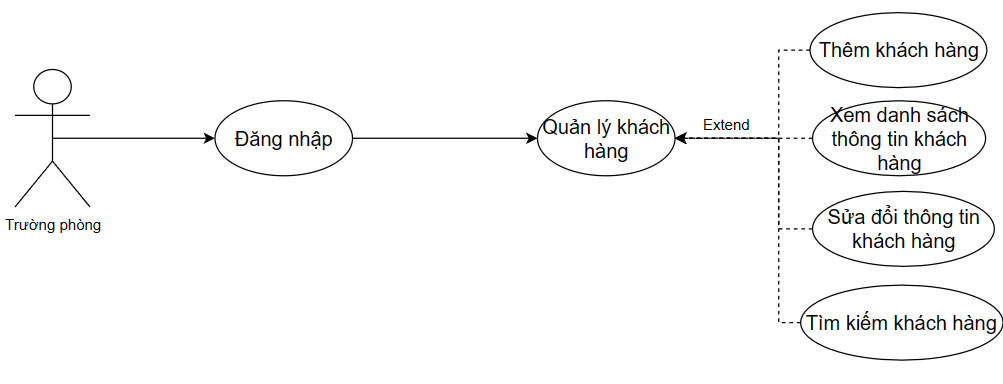 Thêm khách hàng
Xem danh sách
thông tin khách
hàng
Extend
Quản lý khách
hàng
Đăng nhập
Sửa đổi thông tin
khách hàng
Trường phòng
Tìm kiếm khách hàng